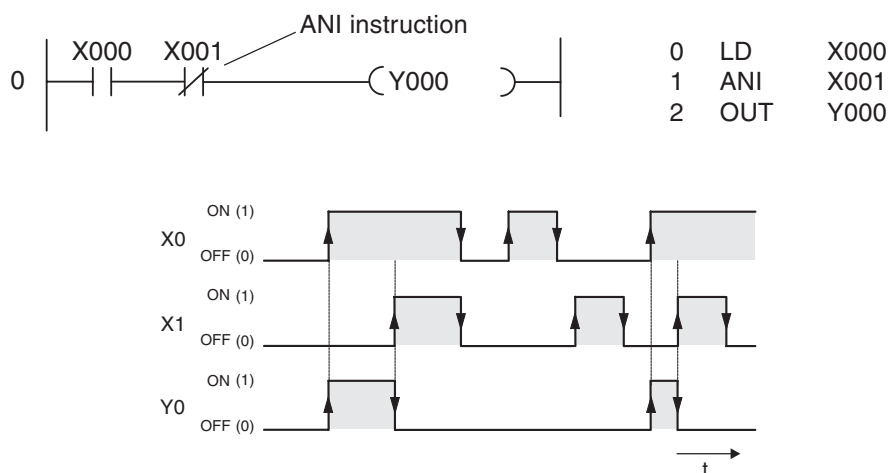 ANI instruction
X000 X001
0 Y000
0 LD X000
1 ANI X001
2 OUT Y000
ON (1)
X0
OFF (0)
ON (1)
X1
OFF (0)
ON (1)
Y0
OFF (0)
t